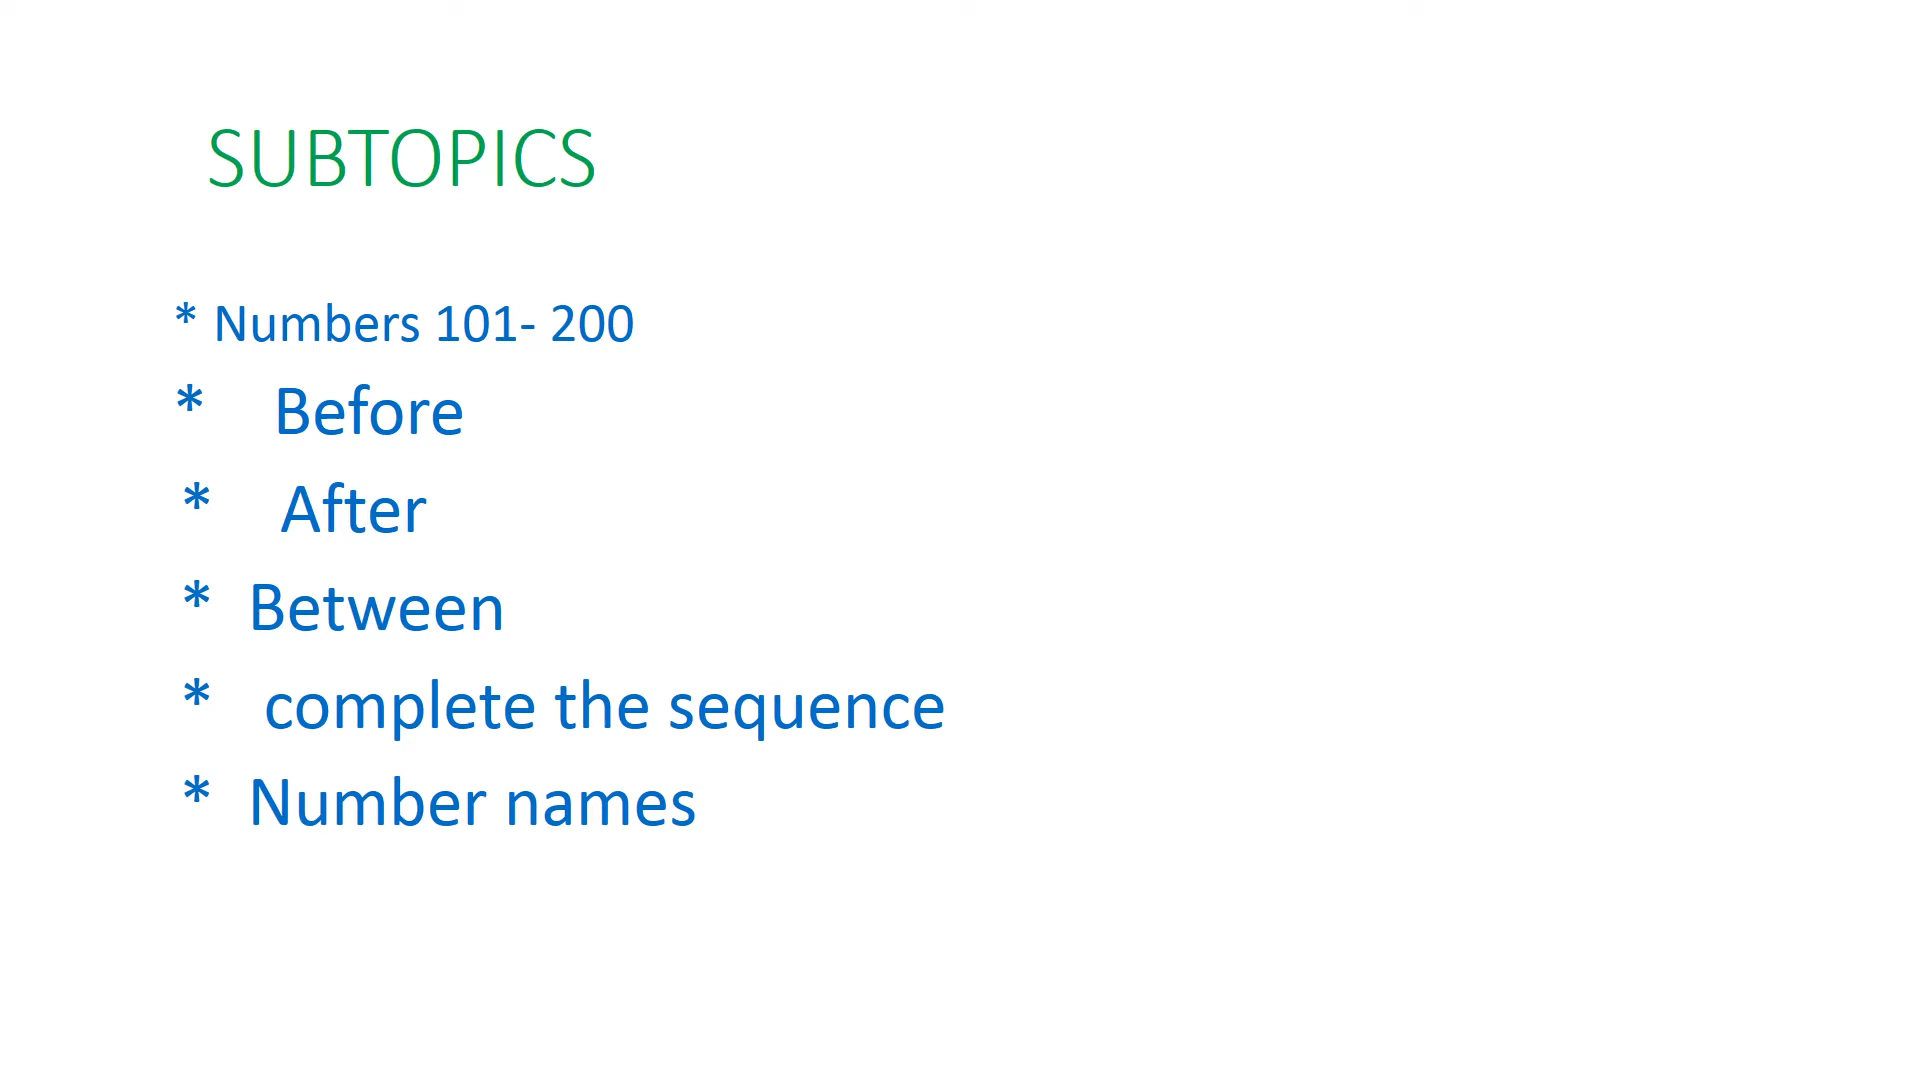 SUBTOPICS
* Numbers 101- 200
* Before
* After
* Between
* complete the sequence
* Number names